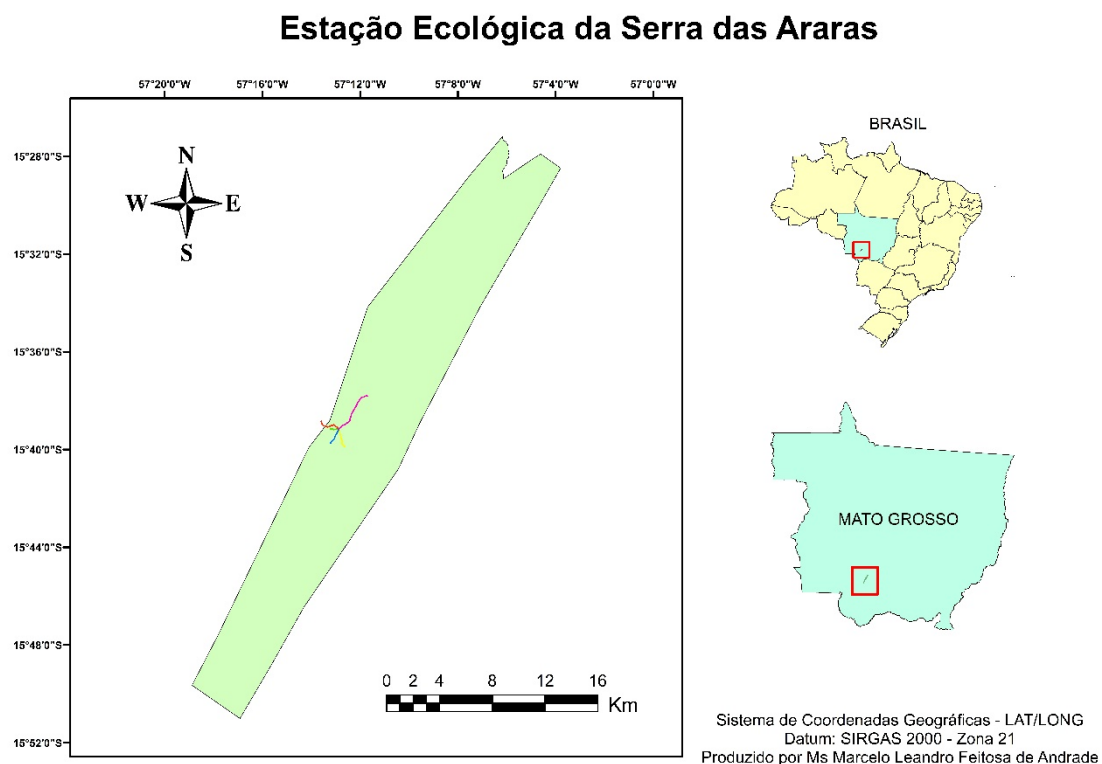 Estação Ecológica da Serra das Araras
57°20'0"W 57°16'0"W 57°12'0"W 57°8'0"W 57°4'0"W 57°0'0"W
15°28'0"S
15°32'0"S
15°36'0"S
15°40'0"S
15°44'0"S
15°48'0"S
15°52'0"S
N
W E
S
0 2 4 8 12 16
Km
BRASIL
MATO GROSSO
Sistema de Coordenadas Geográficas - LAT/LONG
Datum: SIRGAS 2000 - Zona 21
Produzido por Ms Marcelo Leandro Feitosa de Andrade